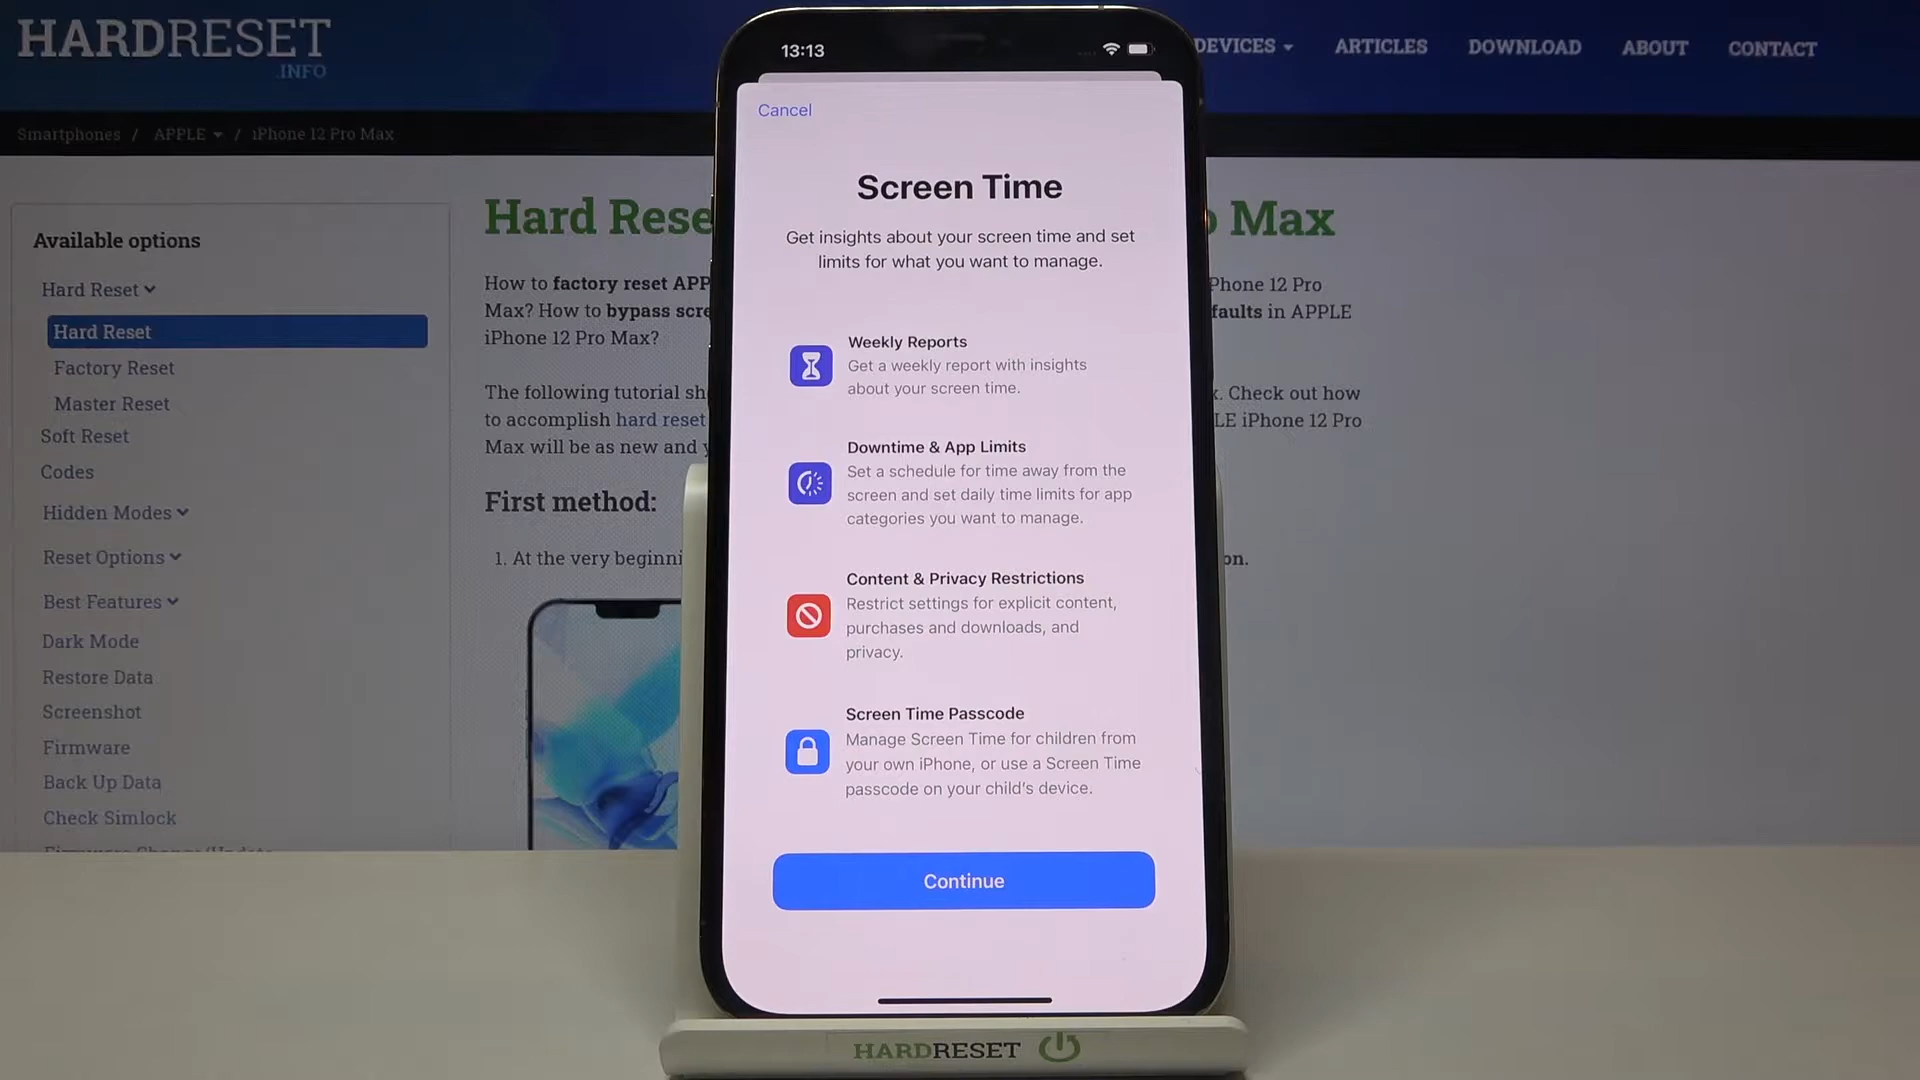 HARDRESET
.INFO
DEVICES
ARTICLES
DOWNLOAD
ABOUT
CONTACT
Smartphones / APPLE / iPhone 12 Pro Max
Available options
Hard Reset
Hard Reset
Factory Reset
Master Reset
Soft Reset
Codes
Hidden Modes
Reset Options
Best Features
Dark Mode
Restore Data
Screenshot
Firmware
Back Up Data
Check Simlock
Hard Rese
Max
How to factory reset APP
Phone 12 Pro
Max? How to bypass scre
faults in APPLE
iPhone 12 Pro Max?
The following tutorial sh
. Check out how
to accomplish hard reset
LE iPhone 12 Pro
Max will be as new and
First method:
1. At the very beginni
on.
13:13
Cancel
Screen Time
Get insights about your screen time and set
limits for what you want to manage.
Weekly Reports
Get a weekly report with insights
about your screen time.
Downtime & App Limits
Set a schedule for time away from the
screen and set daily time limits for app
categories you want to manage.
Content & Privacy Restrictions
Restrict settings for explicit content,
purchases and downloads, and
privacy.
Screen Time Passcode
Manage Screen Time for children from
your own iPhone, or use a Screen Time
passcode on your child's device.
Continue
HARDRESET